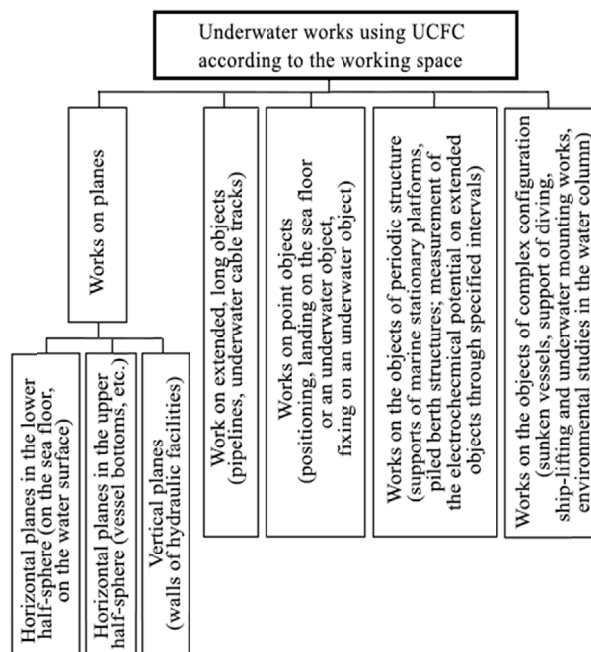 Underwater works using UCFC
according to the working space
Works on planes
Horizontal planes in the lower
half-sphere (on the sea floor,
on the water surface)
Horizontal planes in the upper
half-sphere (vessel bottoms, etc.)
Vertical planes
(walls of hydraulic facilities)
Work on extended, long objects
(pipelines, underwater cable tracks)
Works on point objects
(positioning, landing on the sea floor
or an underwater object,
fixing on an underwater object)
Works on the objects of periodic structure
(supports of marine stationary platforms,
piled berth structures; measurement of
the electrochecmical potential on extended
objects through specified intervals)
Works on the objects of complex configuration
(sunken vessels, support of diving,
ship-lifting and underwater mounting works,
environmental studies in the water column)